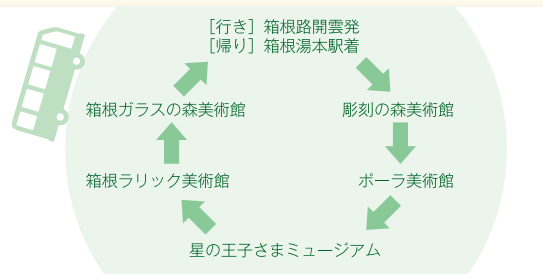 ［行き］箱根路開雲発
［帰り］箱根湯本駅着
彫刻の森美術館
ポーラ美術館
星の王子さまミュージアム
箱根ラリック美術館
箱根ガラスの森美術館